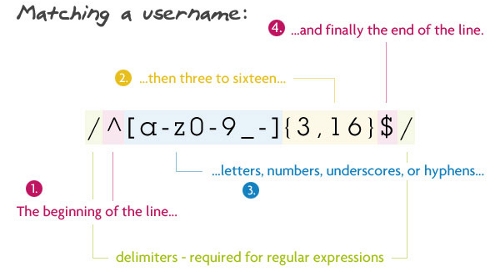 Matching a username:
4. ...and finally the end of the line.
2. ...then three to sixteen...
/^[a-z0-9_-]{3,16}$/
...letters, numbers, underscores, or hyphens...
3.
1.
The beginning of the line...
delimiters - required for regular expressions